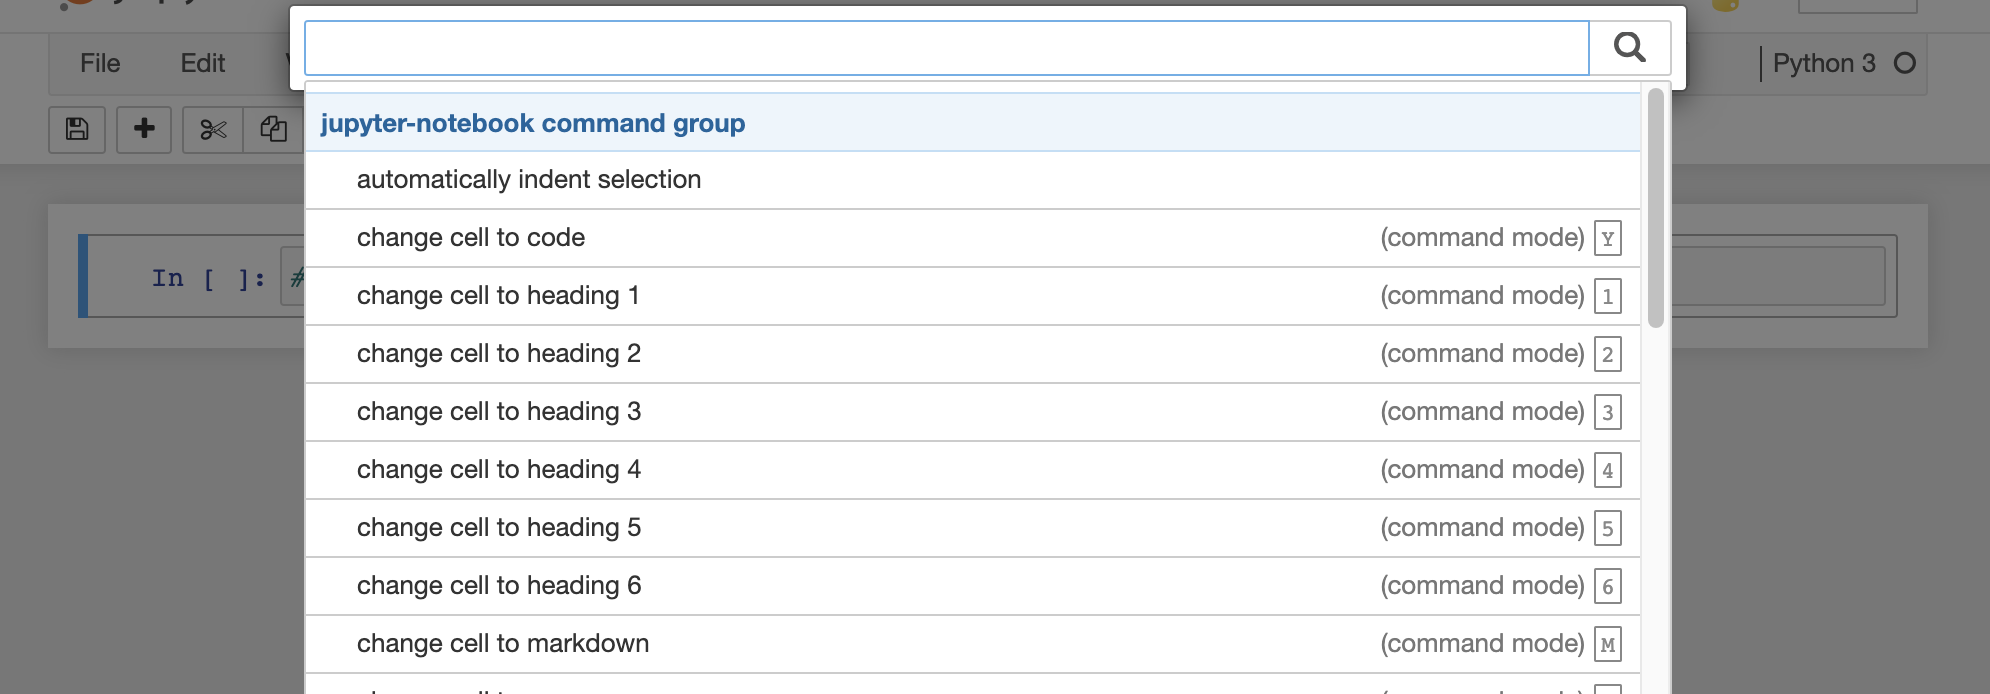 File Edit
Python 3
jupyter-notebook command group
automatically indent selection
change cell to code (command mode) Y
In [ ]: #
change cell to heading 1 (command mode) 1
change cell to heading 2 (command mode) 2
change cell to heading 3 (command mode) 3
change cell to heading 4 (command mode) 4
change cell to heading 5 (command mode) 5
change cell to heading 6 (command mode) 6
change cell to markdown (command mode) M